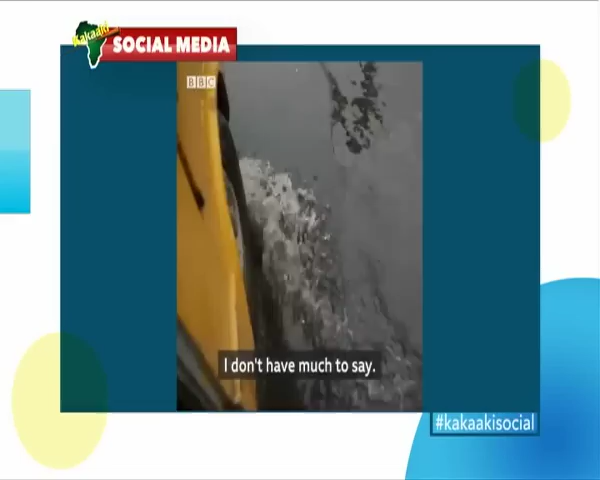 Kakaaki
SOCIAL MEDIA
BBC
I don't have much to say.
#kakaakisocial